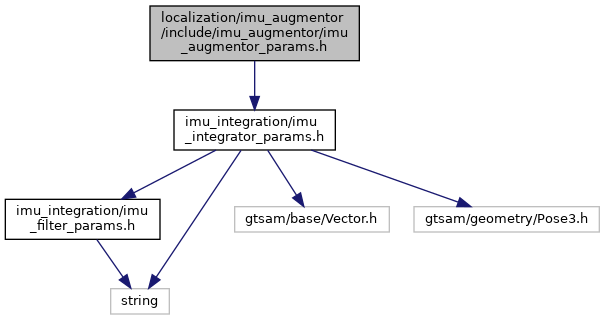 localization/imu_augmentor
/include/imu_augmentor/imu
_augmentor_params.h
imu_integration/imu
_integrator_params.h
imu_integration/imu
_filter_params.h
gtsam/base/Vector.h
gtsam/geometry/Pose3.h
string